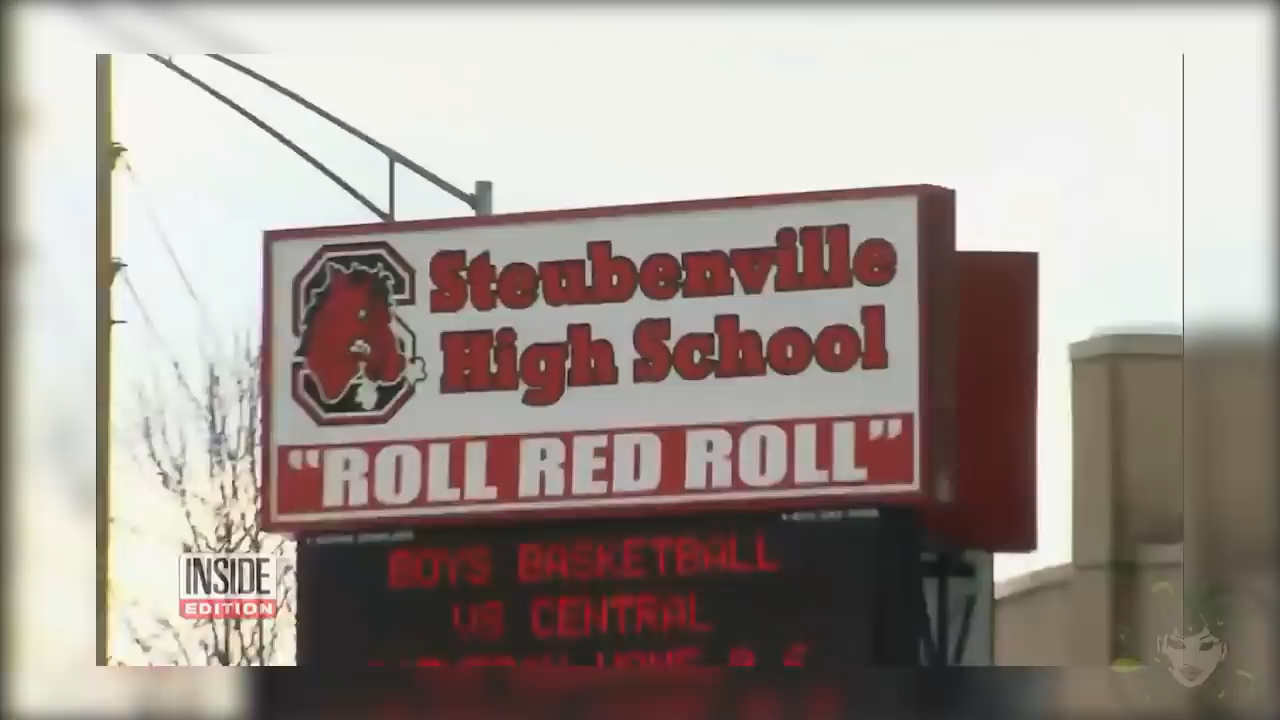 Steubenville
High School
"ROLL RED ROLL"
BOYS BASKETBALL
VS CENTRAL
INSIDE
EDITION